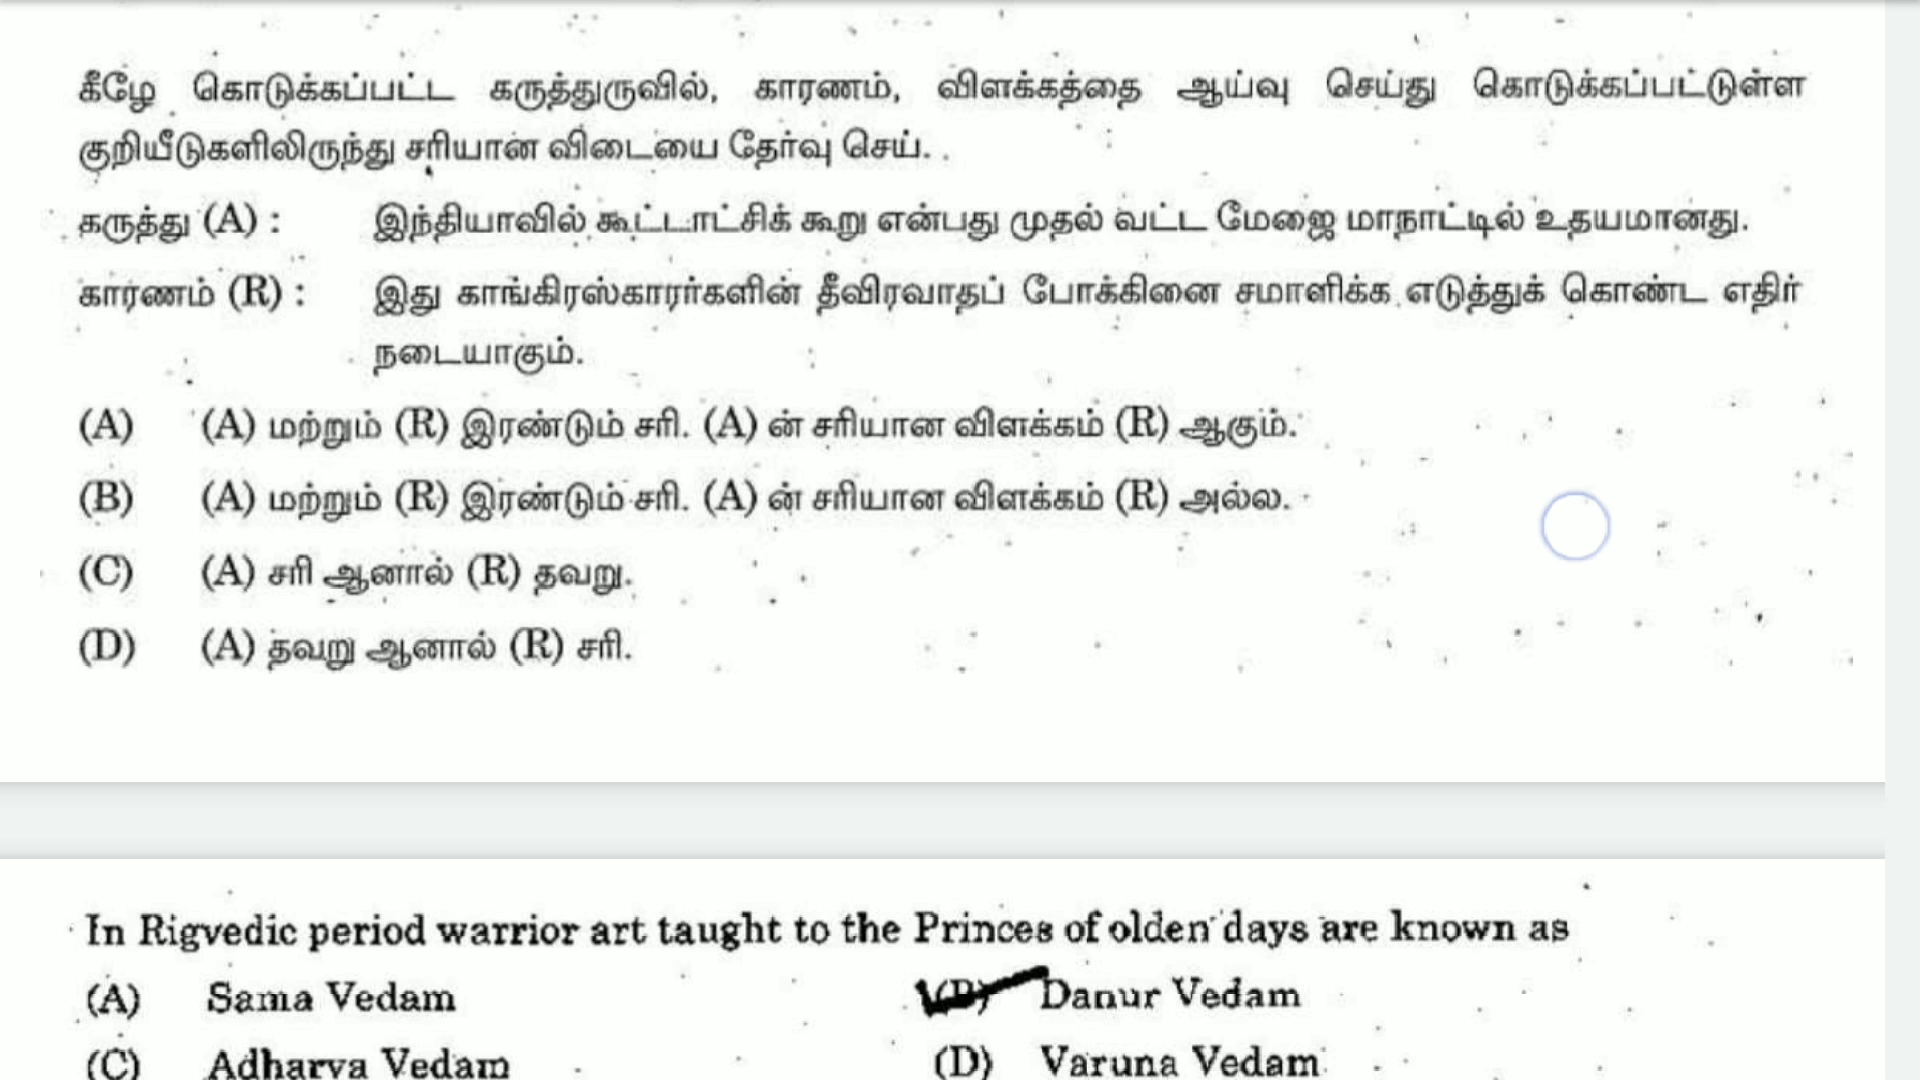 கீழே கொடுக்கப்பட்ட கருத்துருவில், காரணம், விளக்கத்தை ஆய்வு செய்து கொடுக்கப்பட்டுள்ள
குறியீடுகளிலிருந்து சரியான விடையை தேர்வு செய்.
கருத்து (A) : இந்தியாவில் கூட்டாட்சிக் கூறு என்பது முதல் வட்ட மேஜை மாநாட்டில் உதயமானது.
காரணம் (R) : இது காங்கிரஸ்காரர்களின் தீவிரவாதப் போக்கினை சமாளிக்க எடுத்துக் கொண்ட எதிர்
நடையாகும்.
(A) (A) மற்றும் (R) இரண்டும் சரி. (A) ன் சரியான விளக்கம் (R) ஆகும்.
(B) (A) மற்றும் (R) இரண்டும் சரி. (A) ன் சரியான விளக்கம் (R) அல்ல.
(C) (A) சரி ஆனால் (R) தவறு.
(D) (A) தவறு ஆனால் (R) சரி.
In Rigvedic period warrior art taught to the Princes of olden days are known as
(A) Sama Vedam (B) Danur Vedam
(C) Adharva Vedam (D) Varuna Vedam